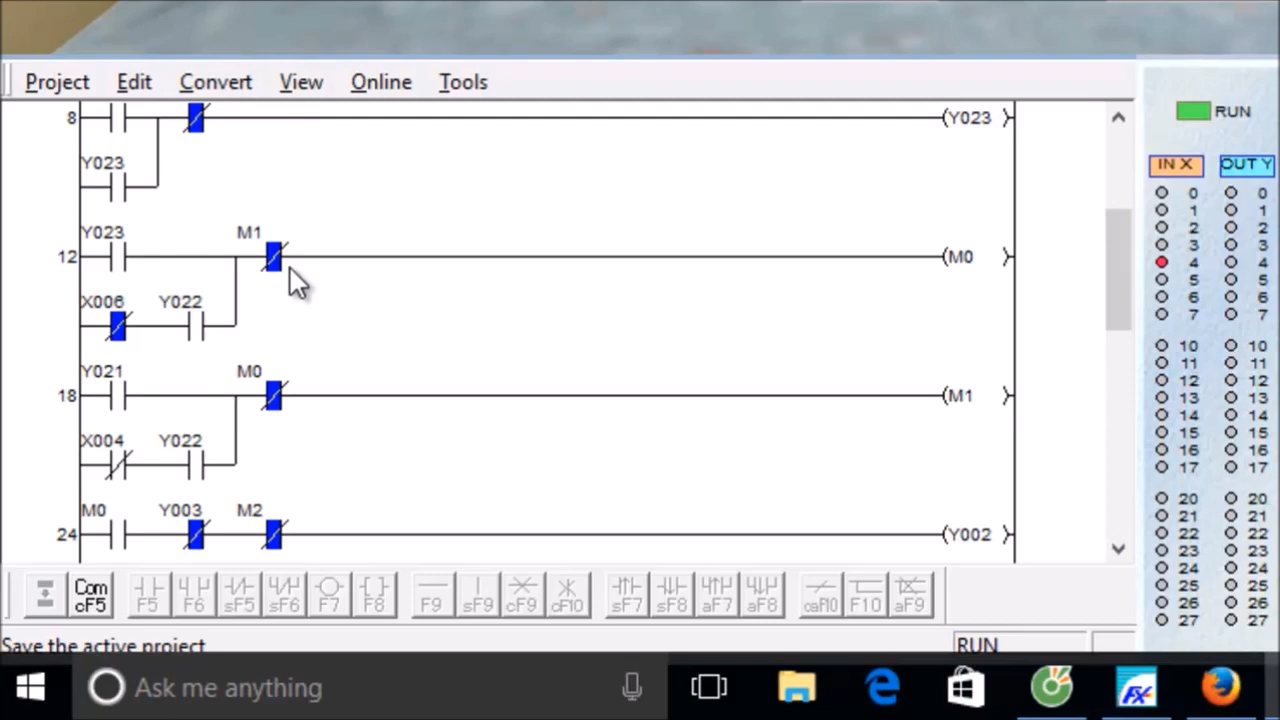 Project Edit Convert View Online Tools
8 (Y023 )
Y023
Y023 M1
12 (M0 )
X006 Y022
Y021 M0
18 (M1 )
X004 Y022
M0 Y003 M2
24 (Y002 )
RUN
IN X OUT Y
0 0
1 1
2 2
3 3
4 4
5 5
6 6
7 7
10 10
11 11
12 12
13 13
14 14
15 15
16 16
17 17
20 20
21 21
22 22
23 23
24 24
25 25
26 26
27 27
Com
cF5 F5 F6 sF5 sF6 F7 F8 F9 sF9 cF9 cF10 sF7 sF8 aF7 aF8 caF10 F10 aF9
Save the active project RUN
Ask me anything
FX